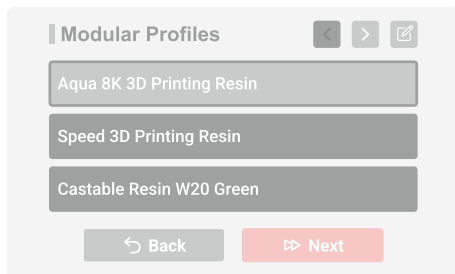 Modular Profiles
Aqua 8K 3D Printing Resin
Speed 3D Printing Resin
Castable Resin W20 Green
Back Next